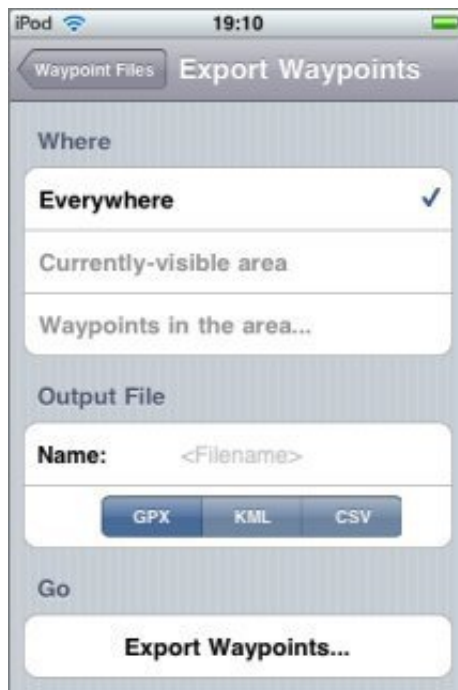 iPod 19:10
Waypoint Files Export Waypoints
Where
Everywhere
Currently-visible area
Waypoints in the area...
Output File
Name: <Filename>
GPX KML CSV
Go
Export Waypoints...